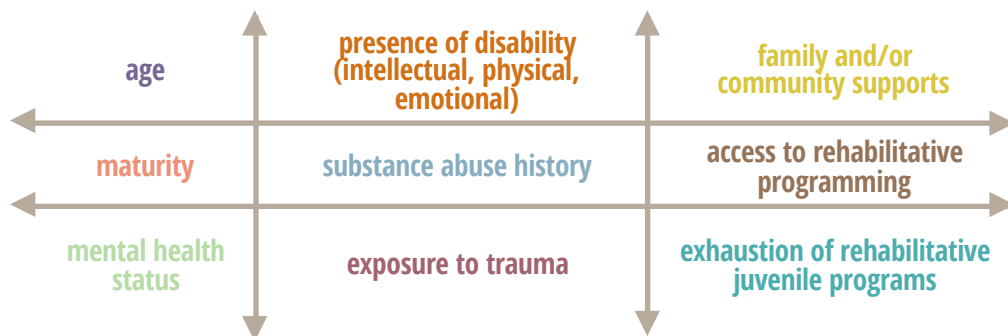 age
presence of disability
(intellectual, physical,
emotional)
family and/or
community supports
maturity
substance abuse history
access to rehabilitative
programming
mental health
status
exposure to trauma
exhaustion of rehabilitative
juvenile programs